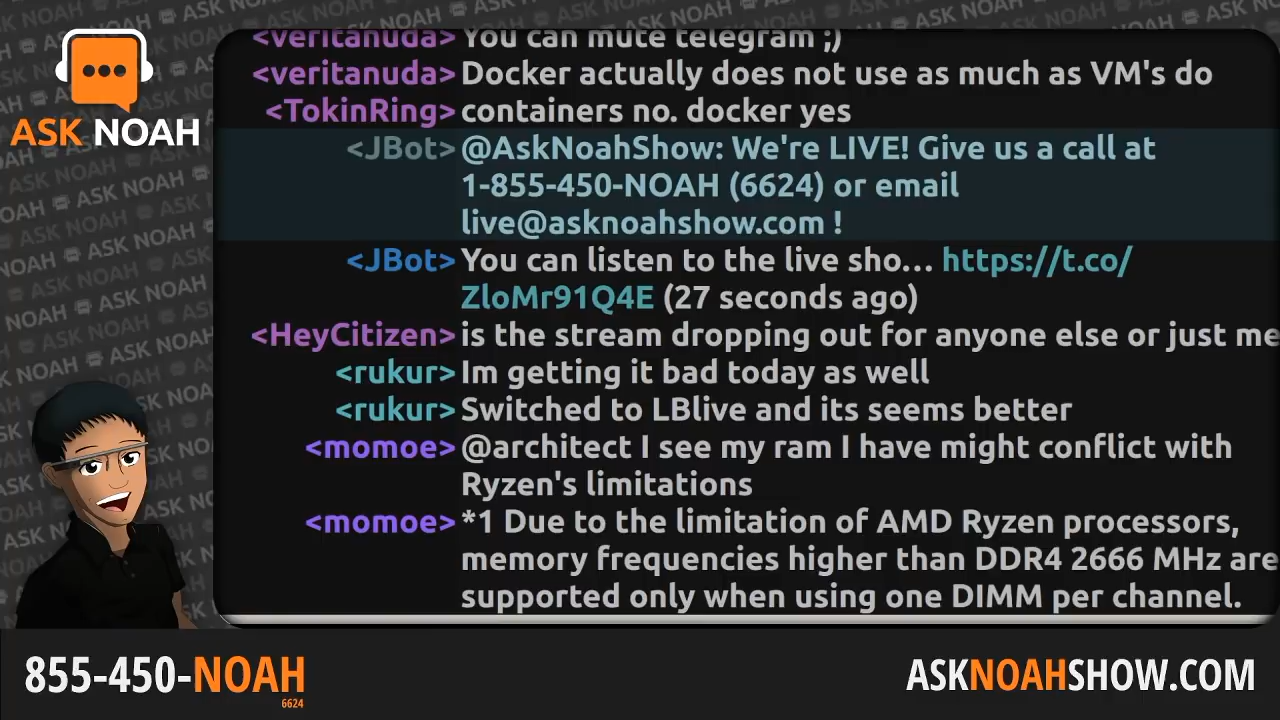 ASK NOAH
<veritanuda> You can mute telegram ;)
<veritanuda> Docker actually does not use as much as VM's do
<TokinRing> containers no. docker yes
<JBot> @AskNoahShow: We're LIVE! Give us a call at
1-855-450-NOAH (6624) or email
live@asknoahshow.com !
<JBot> You can listen to the live sho... https://t.co/
ZloMr91Q4E (27 seconds ago)
<HeyCitizen> is the stream dropping out for anyone else or just me
<rukur> Im getting it bad today as well
<rukur> Switched to LBlive and its seems better
<momoe> @architect I see my ram I have might conflict with
Ryzen's limitations
<momoe> *1 Due to the limitation of AMD Ryzen processors,
memory frequencies higher than DDR4 2666 MHz are
supported only when using one DIMM per channel.
855-450-NOAH
6624
ASKNOAHSHOW.COM